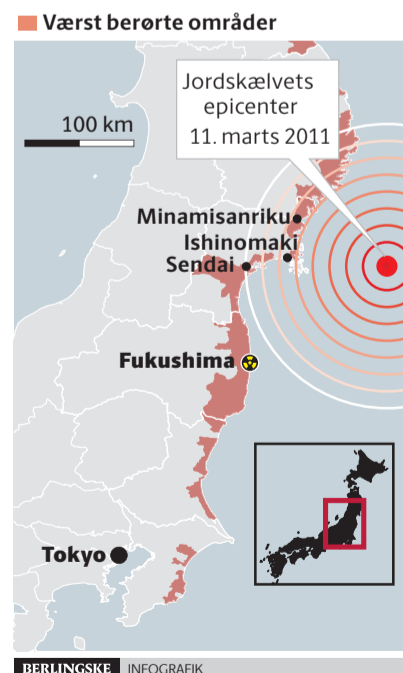 Værst berørte områder
Jordskælvets
epicenter
11. marts 2011
100 km
Minamisanriku
Ishinomaki
Sendai
Fukushima
Tokyo
BERLINGSKE INFOGRAFIK